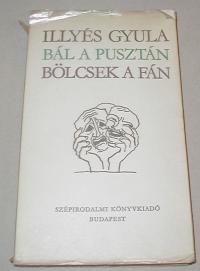 ILLYÉS GYULA
BÁL A PUSZTÁN
BÖLCSEK A FÁN
SZÉPIRODALMI KÖNYVKIADÓ
BUDAPEST